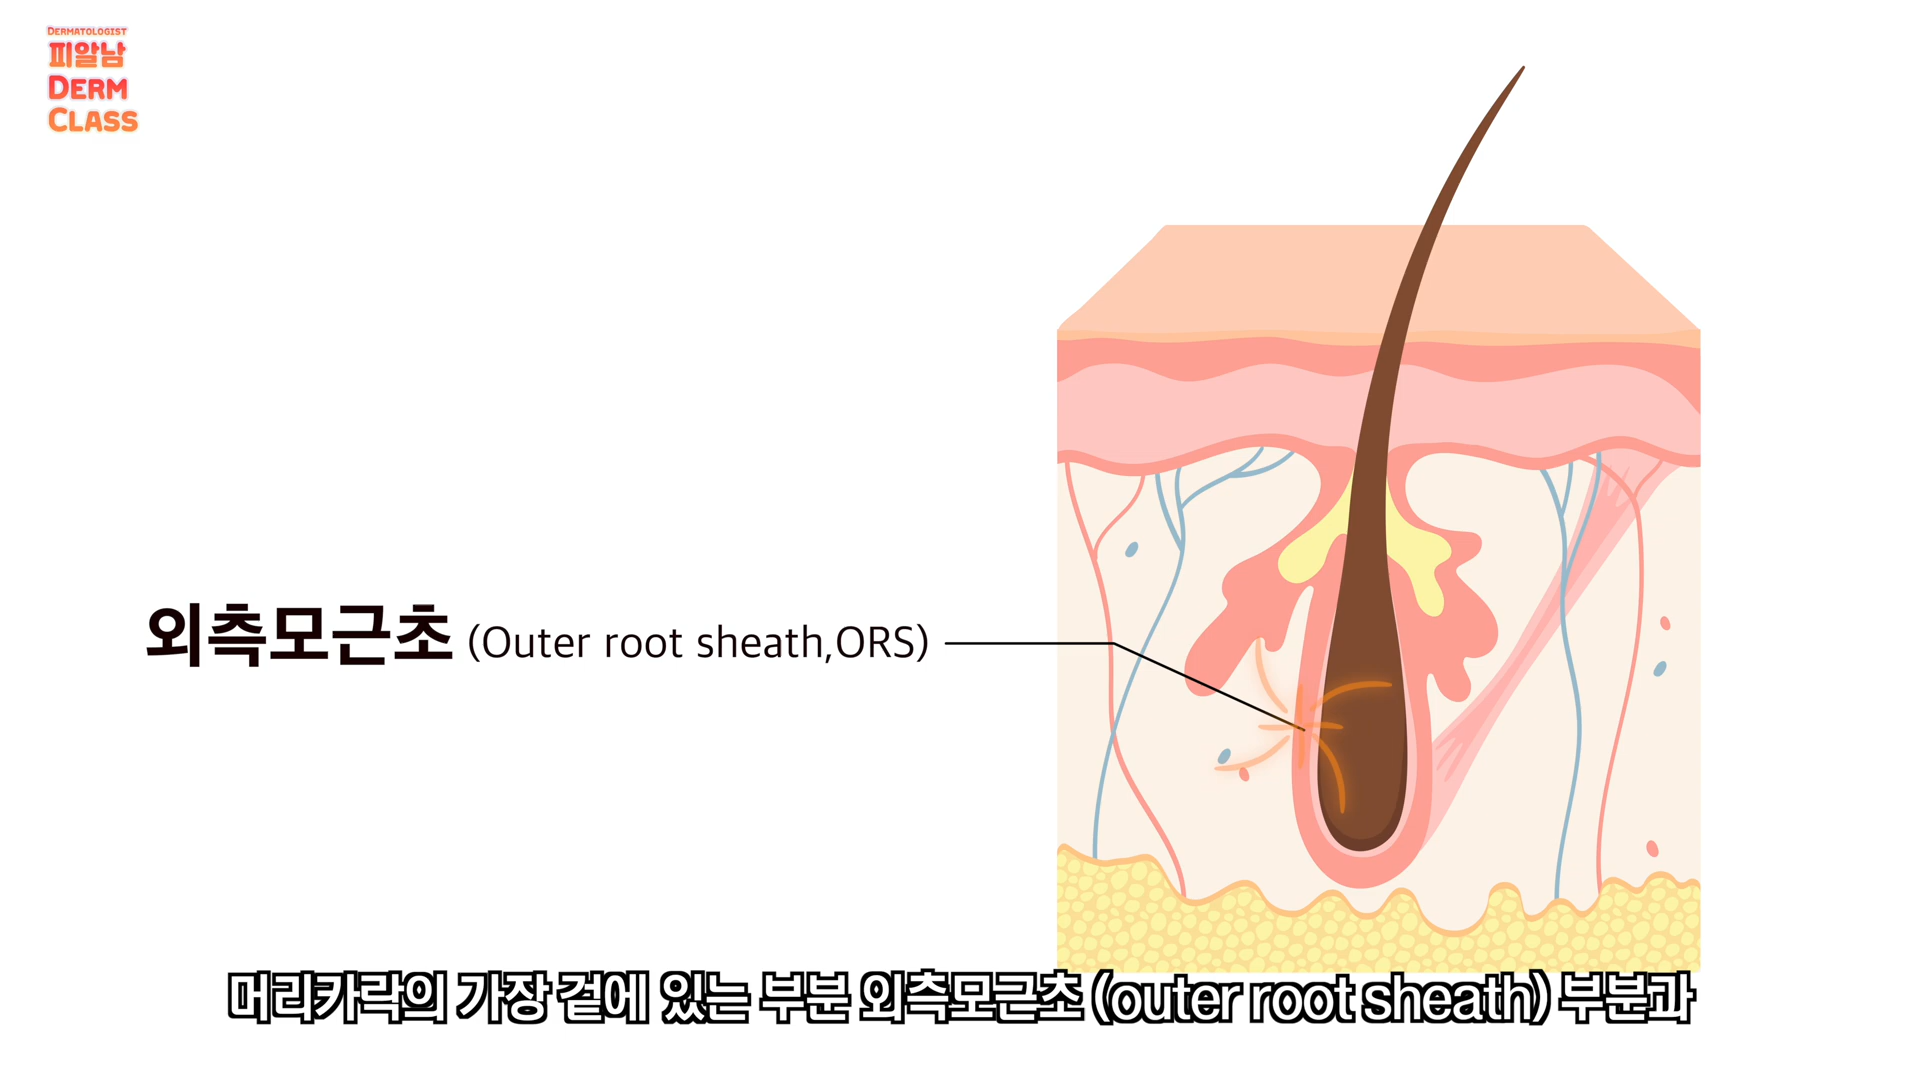 DERMATOLOGIST
피알남
DERM
CLASS
외측모근초 (Outer root sheath,ORS)
머리카락의 가장 겉에 있는 부분 외측모근초 (outer root sheath) 부분과